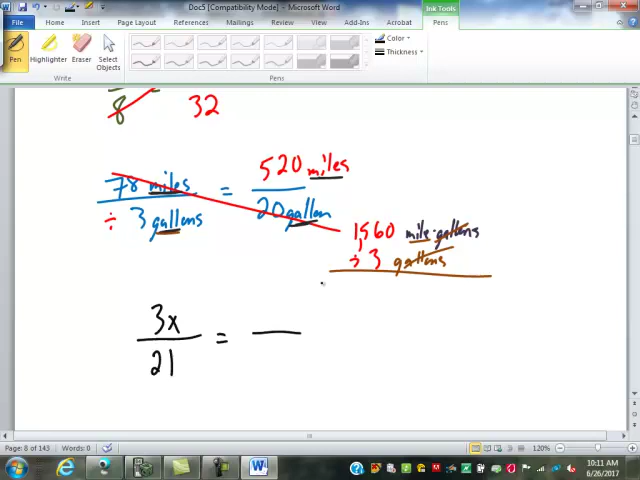 Doc5 [Compatibility Mode] - Microsoft Word
Ink Tools
File Home Insert Page Layout References Mailings Review View Add-Ins Acrobat Pens
Pen Highlighter Eraser Select Objects
Color
Thickness
Write Pens
8 32
78 miles = 520 miles
÷ 3 gallons 20 gallon
1,560 mile·gallons
÷ 3 gallons
3x =
21
Page: 8 of 143 Words: 0 120%
10:11 AM
6/26/2017